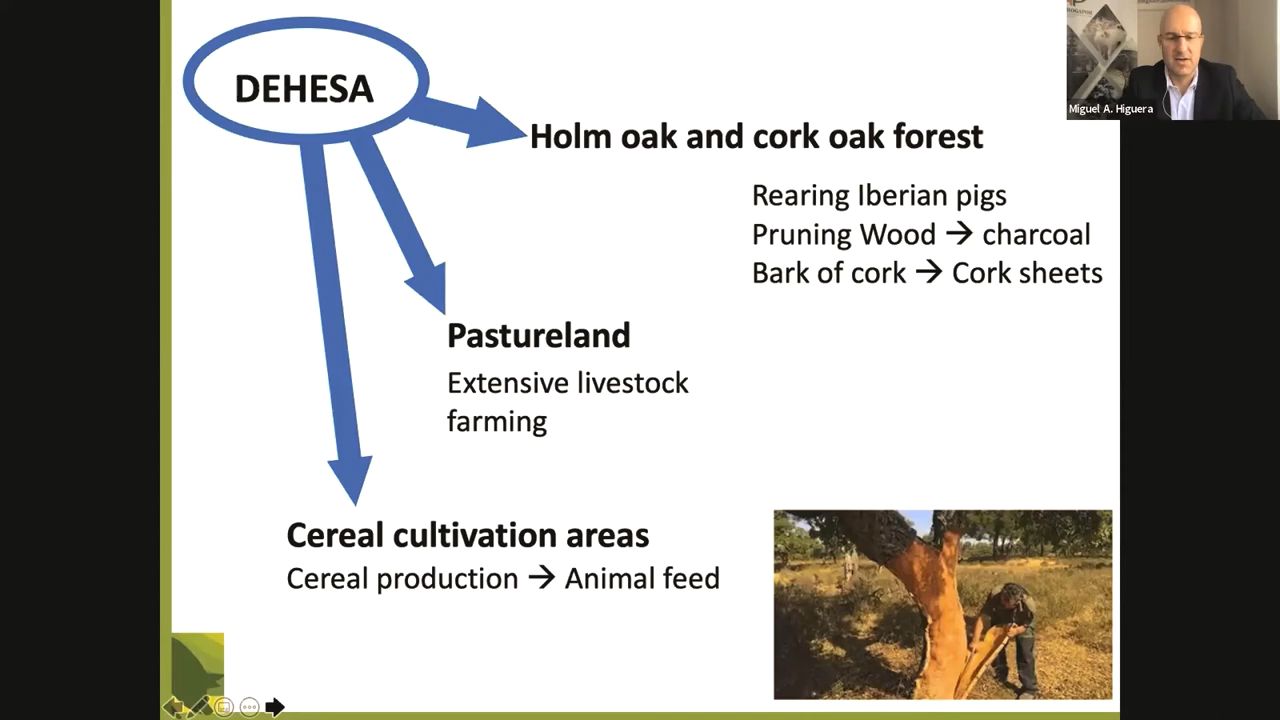 DEHESA
Holm oak and cork oak forest
Rearing Iberian pigs
Pruning Wood → charcoal
Bark of cork → Cork sheets
Pastureland
Extensive livestock
farming
Cereal cultivation areas
Cereal production → Animal feed
Miguel A. Higuera